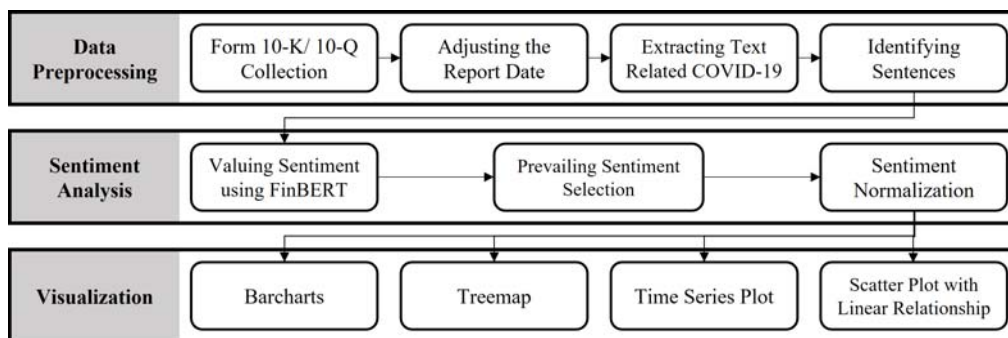 Data
Preprocessing
Form 10-K/ 10-Q
Collection
Adjusting the
Report Date
Extracting Text
Related COVID-19
Identifying
Sentences
Sentiment
Analysis
Valuing Sentiment
using FinBERT
Prevailing Sentiment
Selection
Sentiment
Normalization
Visualization
Barcharts
Treemap
Time Series Plot
Scatter Plot with
Linear Relationship